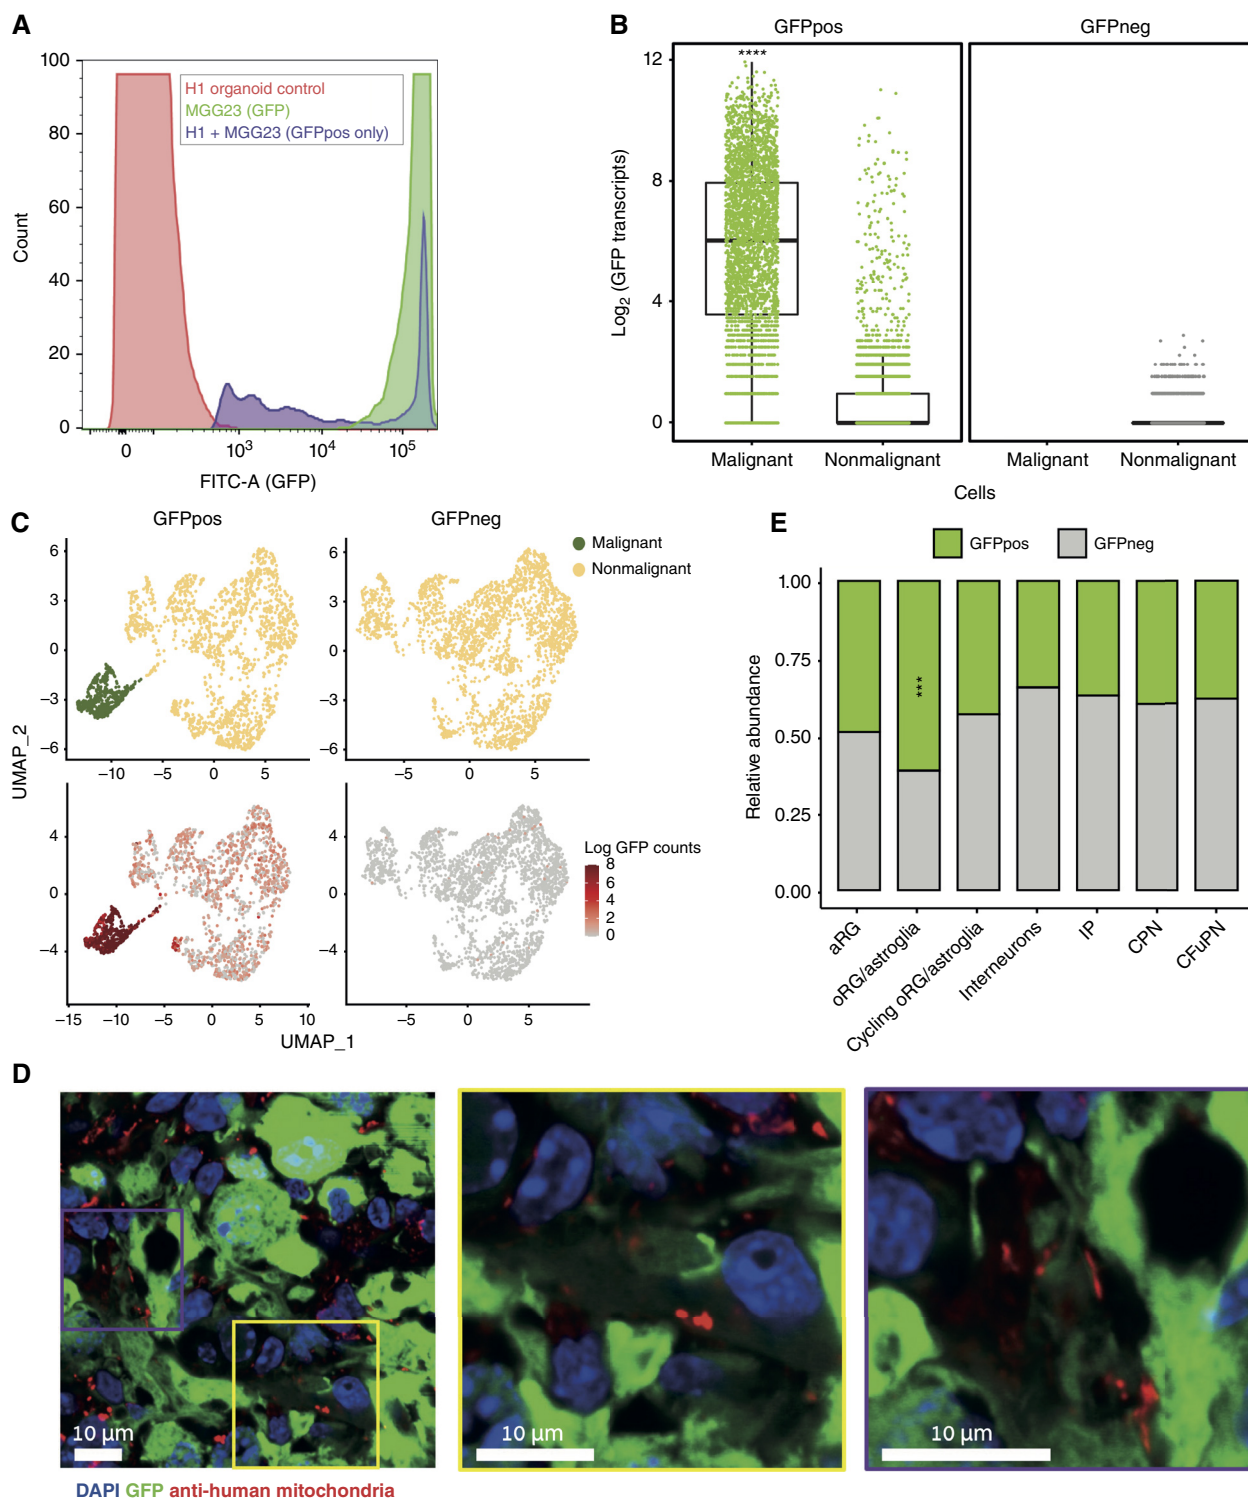 A
100
80
60
40
20
0
Count
H1 organoid control
MGG23 (GFP)
H1 + MGG23 (GFPpos only)
0
10³
10⁴
10⁵
FITC-A (GFP)
B
GFPpos
GFPneg
****
12
8
4
0
Log₂ (GFP transcripts)
Malignant
Nonmalignant
Malignant
Nonmalignant
Cells
C
GFPpos
GFPneg
Malignant
Nonmalignant
6
3
0
−3
−6
−10
−5
0
5
6
3
0
−3
−6
−5
0
5
UMAP_2
4
0
−4
−15
−10
−5
0
5
10
4
0
−4
−5
0
5
UMAP_1
Log GFP counts
8
6
4
2
0
E
GFPpos
GFPneg
1.00
0.75
0.50
0.25
0.00
Relative abundance
***
aRG
oRG/astroglia
Cycling oRG/astroglia
Interneurons
IP
CPN
CFuPN
D
10 µm
10 µm
10 µm
DAPI GFP anti-human mitochondria